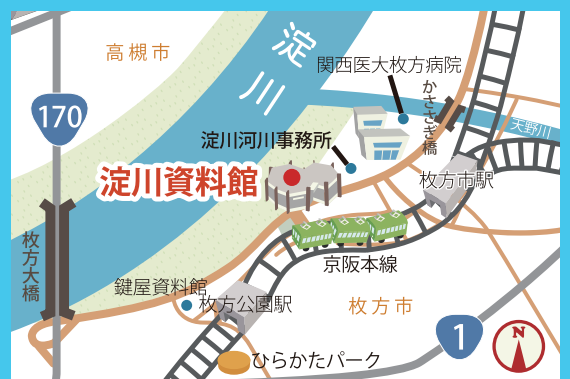 高槻市
淀川
関西医大枚方病院
170
かささぎ橋
天野川
淀川河川事務所
淀川資料館
枚方市駅
枚方大橋
京阪本線
鍵屋資料館
枚方公園駅
枚方市
1
N
ひらかたパーク